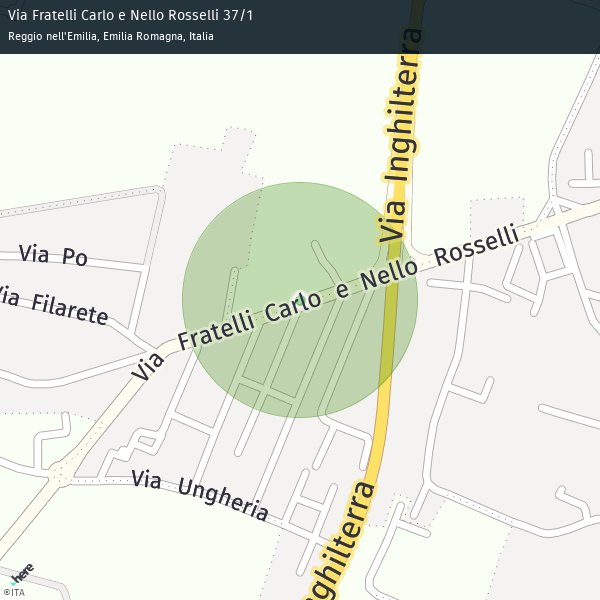 Via Fratelli Carlo e Nello Rosselli 37/1
Reggio nell'Emilia, Emilia Romagna, Italia
Via Inghilterra
Via Po
Via Filarete
Via Fratelli Carlo e Nello Rosselli
Via Ungheria
nghilterra
here
©ITA